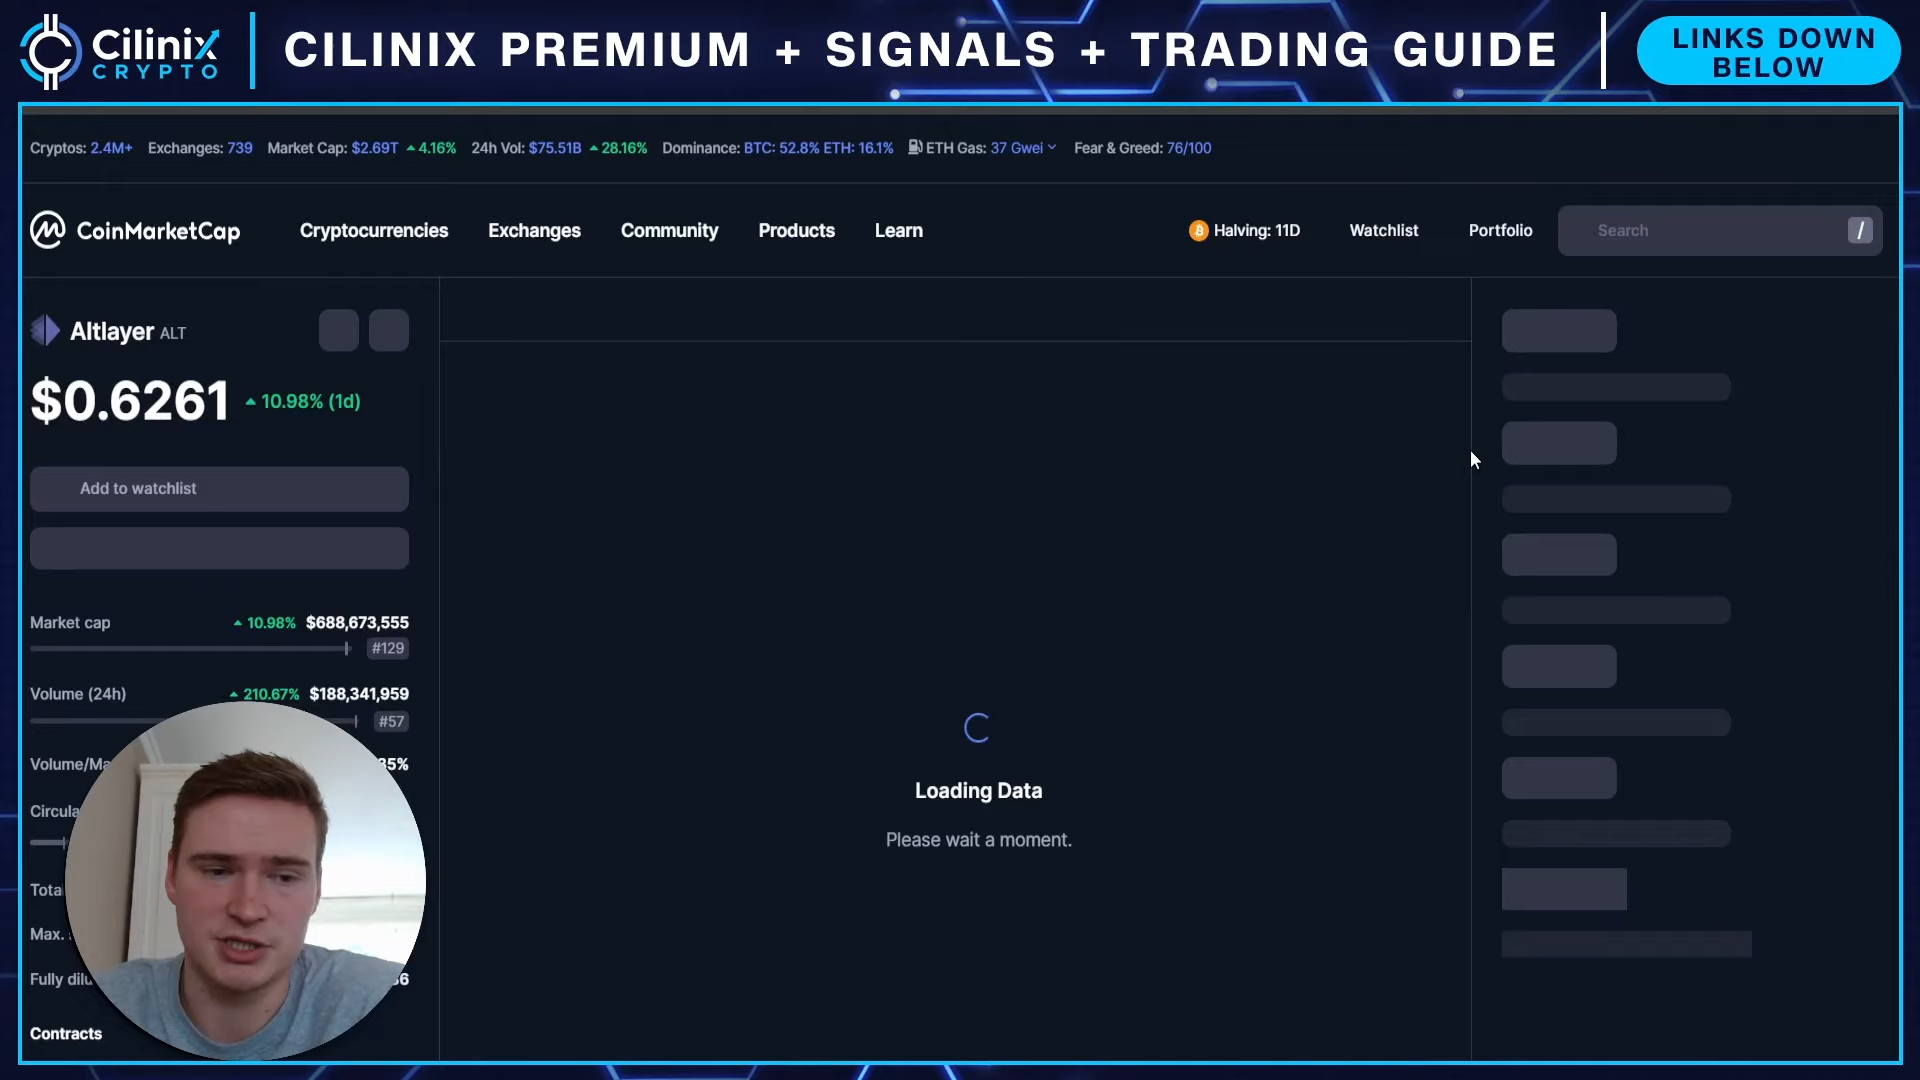 Cilinix
CRYPTO
CILINIX PREMIUM + SIGNALS + TRADING GUIDE
LINKS DOWN
BELOW
Cryptos: 2.4M+ Exchanges: 739 Market Cap: $2.69T 4.16% 24h Vol: $75.51B 28.16% Dominance: BTC: 52.8% ETH: 16.1% ETH Gas: 37 Gwei Fear & Greed: 76/100
CoinMarketCap Cryptocurrencies Exchanges Community Products Learn Halving: 11D Watchlist Portfolio Search /
Altlayer ALT
$0.6261 10.98% (1d)
Add to watchlist
Market cap 10.98% $688,673,555
#129
Volume (24h) 210.67% $188,341,959
#57
Loading Data
Please wait a moment.
Max.
Contracts